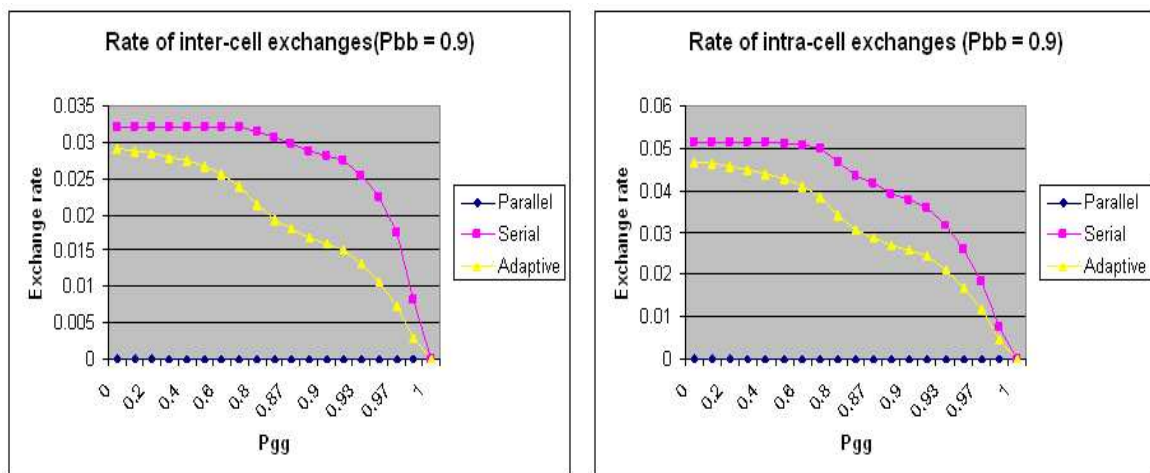 Rate of inter-cell exchanges(Pbb = 0.9)
Exchange rate
0.035
0.03
0.025
0.02
0.015
0.01
0.005
0
0
0.2
0.4
0.6
0.8
0.87
0.9
0.93
0.97
1
Pgg
Parallel
Serial
Adaptive
Rate of intra-cell exchanges (Pbb = 0.9)
Exchange rate
0.06
0.05
0.04
0.03
0.02
0.01
0
0
0.2
0.4
0.6
0.8
0.87
0.9
0.93
0.97
1
Pgg
Parallel
Serial
Adaptive